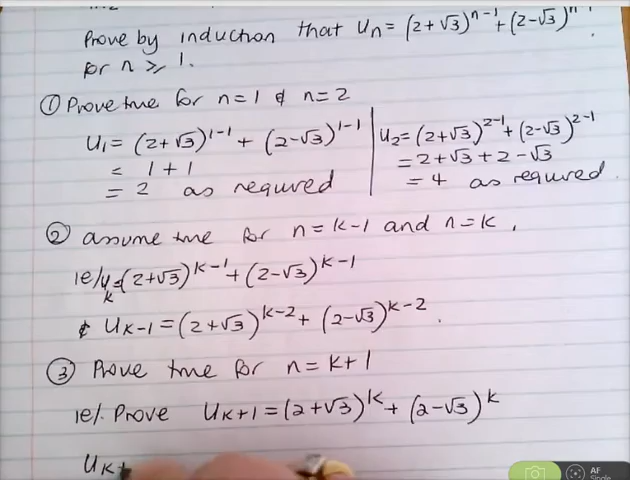 Prove by induction that Un = (2+√3)^n-1 + (2-√3)^n-1
for n ≥ 1.
① Prove true for n=1 & n=2
U1 = (2+√3)^1-1 + (2-√3)^1-1
= 1+1
= 2 as required
U2 = (2+√3)^2-1 + (2-√3)^2-1
= 2+√3 + 2-√3
= 4 as required.
② assume true for n=k-1 and n=k.
ie/ Uk = (2+√3)^k-1 + (2-√3)^k-1
& Uk-1 = (2+√3)^k-2 + (2-√3)^k-2.
③ Prove true for n=k+1
ie/. Prove Uk+1 = (2+√3)^k + (2-√3)^k
Uk+
AF
Single